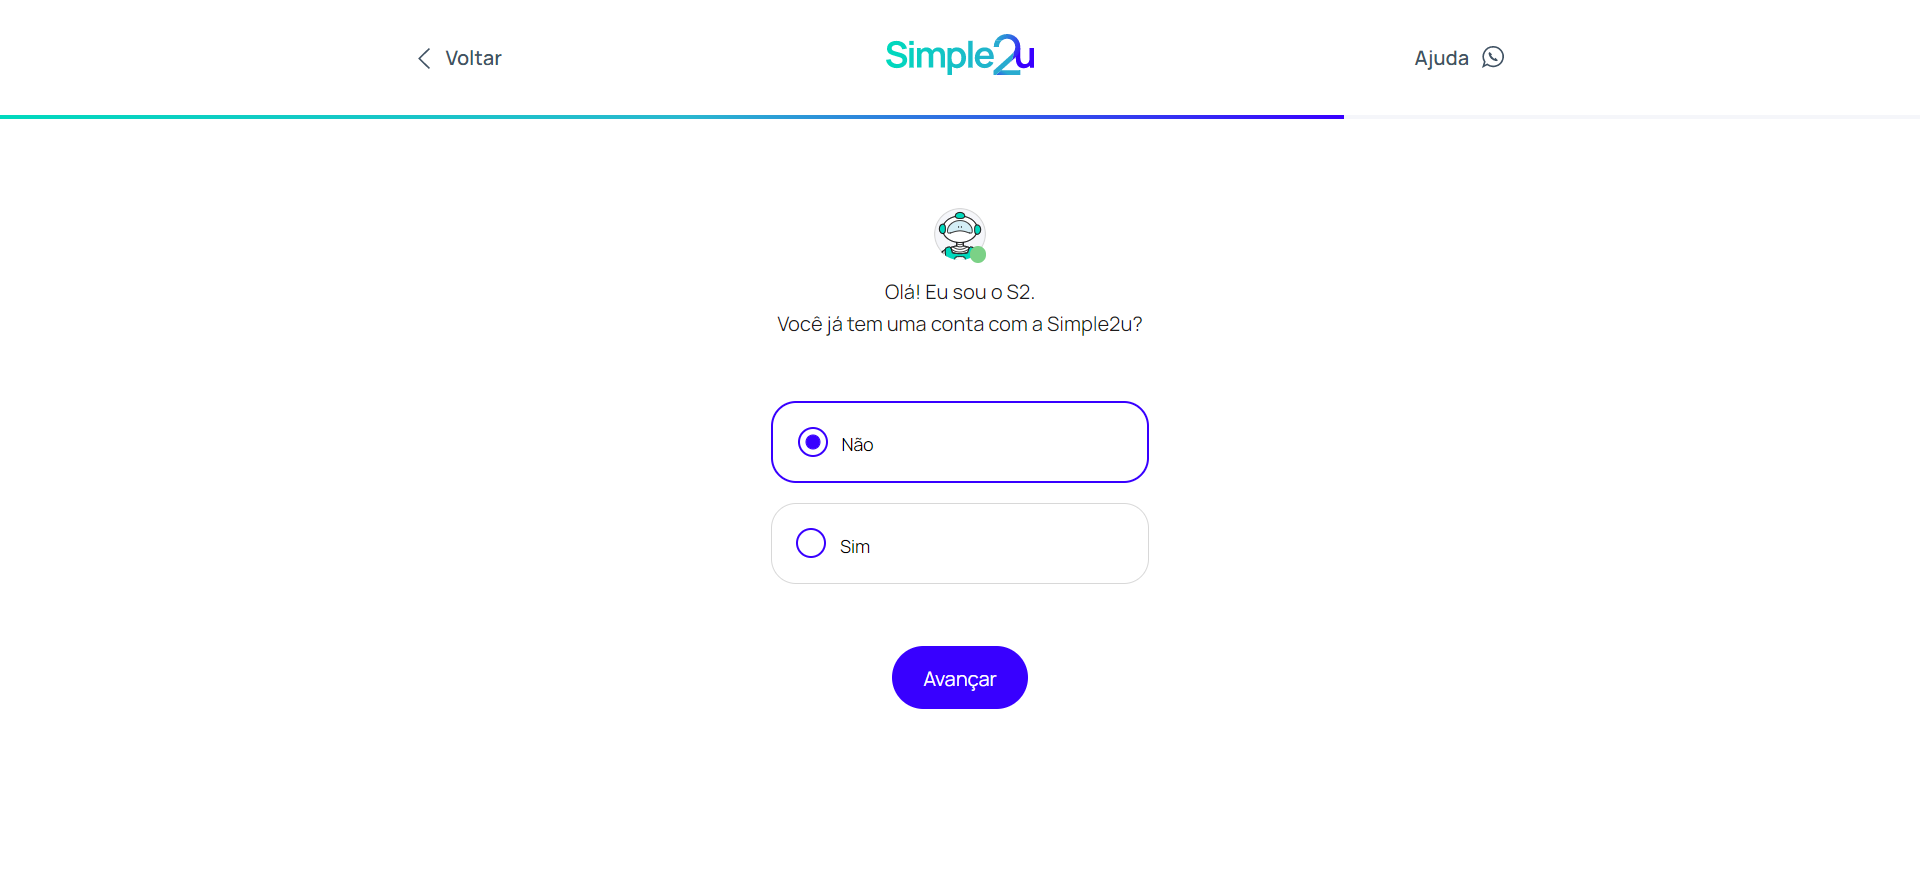 Voltar
Simple2u
Ajuda
Olá! Eu sou o S2.
Você já tem uma conta com a Simple2u?
Não
Sim
Avançar